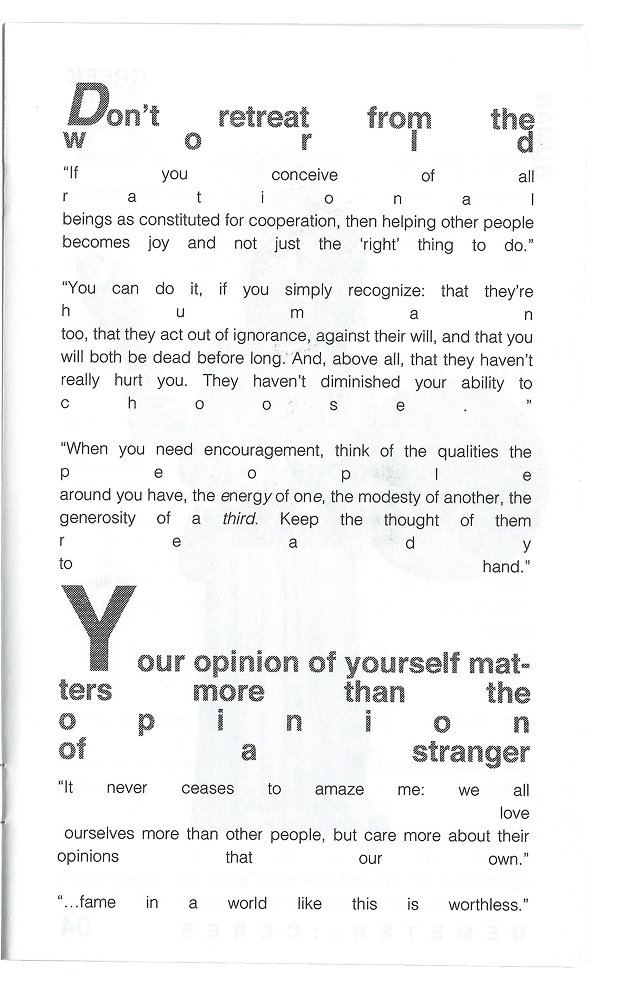 Don't retreat from the
world
“If you conceive of all
rational
beings as constituted for cooperation, then helping other people
becomes joy and not just the ‘right’ thing to do.”
“You can do it, if you simply recognize: that they’re
human
too, that they act out of ignorance, against their will, and that you
will both be dead before long. And, above all, that they haven’t
really hurt you. They haven’t diminished your ability to
choose.”
“When you need encouragement, think of the qualities the
people
around you have, the energy of one, the modesty of another, the
generosity of a third. Keep the thought of them
ready
to hand.”
Your opinion of yourself mat-
ters more than the
opinion
of a stranger
“It never ceases to amaze me: we all
love
ourselves more than other people, but care more about their
opinions that our own.”
“...fame in a world like this is worthless.”
GREEK
DEMETER : CERES 04